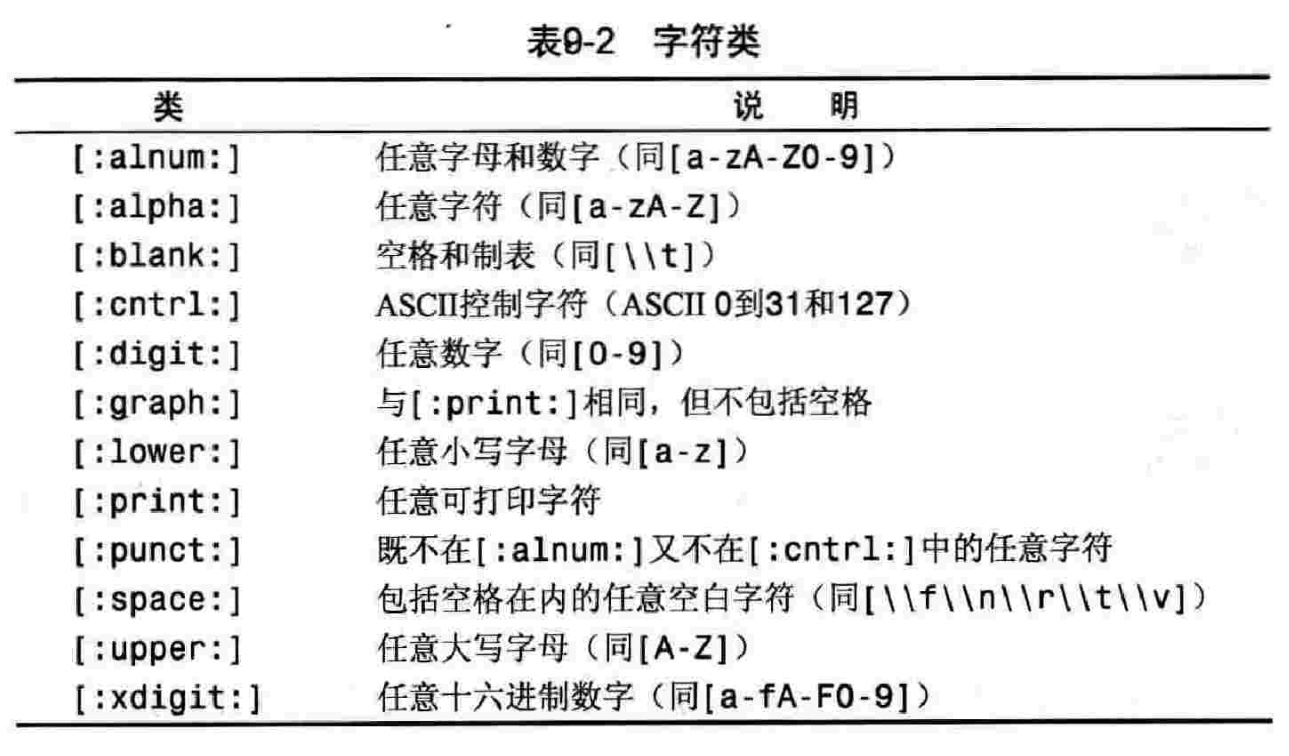 表9-2 字符类
类 说 明
[:alnum:] 任意字母和数字（同[a-zA-Z0-9]）
[:alpha:] 任意字符（同[a-zA-Z]）
[:blank:] 空格和制表（同[\\t]）
[:cntrl:] ASCII控制字符（ASCII 0到31和127）
[:digit:] 任意数字（同[0-9]）
[:graph:] 与[:print:]相同，但不包括空格
[:lower:] 任意小写字母（同[a-z]）
[:print:] 任意可打印字符
[:punct:] 既不在[:alnum:]又不在[:cntrl:]中的任意字符
[:space:] 包括空格在内的任意空白字符（同[\\f\\n\\r\\t\\v]）
[:upper:] 任意大写字母（同[A-Z]）
[:xdigit:] 任意十六进制数字（同[a-fA-F0-9]）